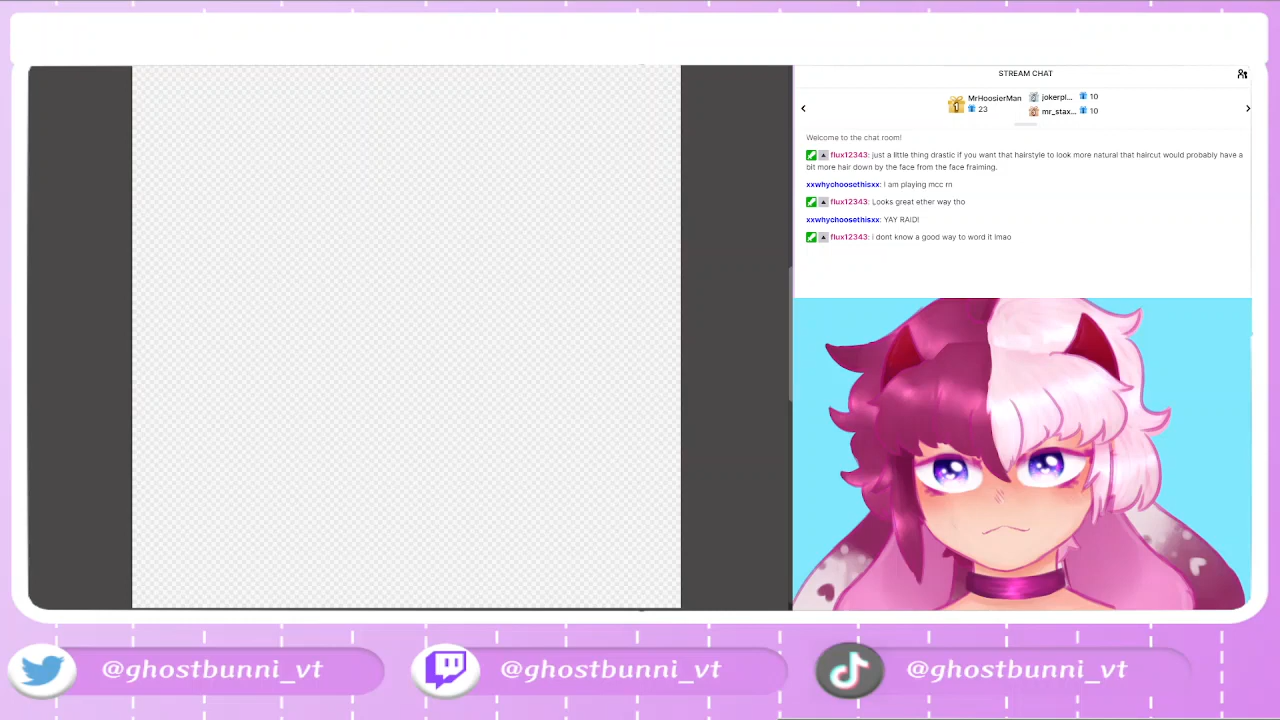 STREAM CHAT
MrHoosierMan
23
jokerpl... 10
mr_stax... 10
Welcome to the chat room!
flux12343: just a little thing drastic if you want that hairstyle to look more natural that haircut would probably have a
bit more hair down by the face from the face fraiming.
xxwhychoosethisxx: I am playing mcc rn
flux12343: Looks great ether way tho
xxwhychoosethisxx: YAY RAID!
flux12343: i dont know a good way to word it lmao
@ghostbunni_vt
@ghostbunni_vt
@ghostbunni_vt